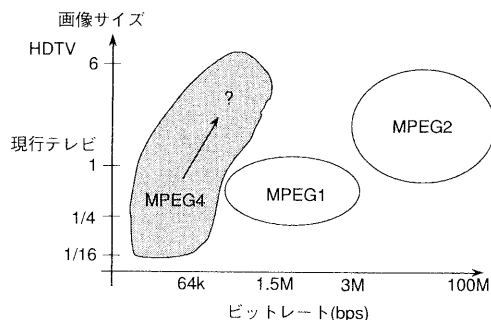 画像サイズ
HDTV
6
?
現行テレビ
1
MPEG2
MPEG4
MPEG1
1/4
1/16
64k 1.5M 3M 100M
ビットレート(bps)